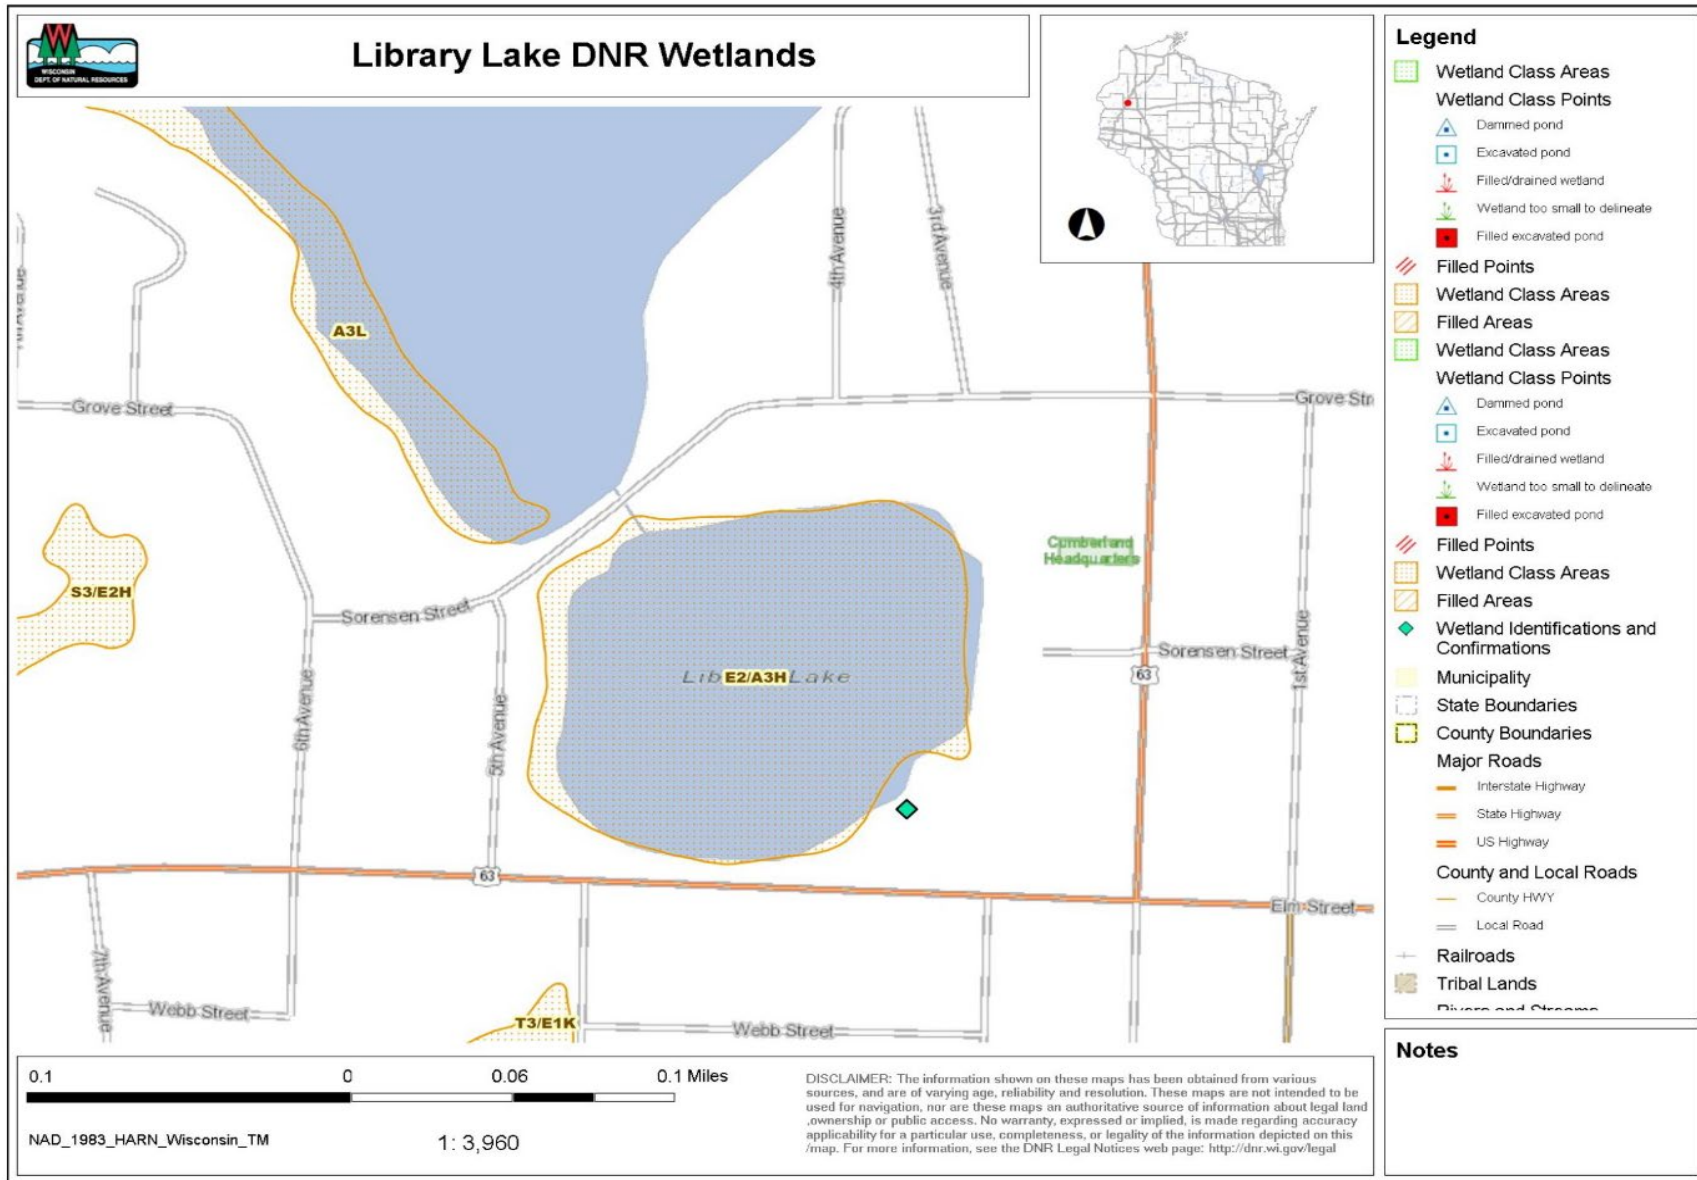 WISCONSIN
DEPT. OF NATURAL RESOURCES
Library Lake DNR Wetlands
4th Avenue
3rd Avenue
A3L
Grove Street
Grove Str
S3/E2H
Sorensen Street
Cumberland
Headquarters
Lib
E2/A3H
Lake
Sorensen Street
63
1st Avenue
6th Avenue
5th Avenue
63
Elm Street
7th Avenue
Webb Street
T3/E1K
Webb Street
Legend
Wetland Class Areas
Wetland Class Points
Dammed pond
Excavated pond
Filled/drained wetland
Wetland too small to delineate
Filled excavated pond
Filled Points
Wetland Class Areas
Filled Areas
Wetland Class Areas
Wetland Class Points
Dammed pond
Excavated pond
Filled/drained wetland
Wetland too small to delineate
Filled excavated pond
Filled Points
Wetland Class Areas
Filled Areas
Wetland Identifications and
Confirmations
Municipality
State Boundaries
County Boundaries
Major Roads
Interstate Highway
State Highway
US Highway
County and Local Roads
County HWY
Local Road
Railroads
Tribal Lands
Rivers and Streams
0.1 0 0.06 0.1 Miles
NAD_1983_HARN_Wisconsin_TM
1: 3,960
DISCLAIMER: The information shown on these maps has been obtained from various
sources, and are of varying age, reliability and resolution. These maps are not intended to be
used for navigation, nor are these maps an authoritative source of information about legal land
,ownership or public access. No warranty, expressed or implied, is made regarding accuracy
applicability for a particular use, completeness, or legality of the information depicted on this
/map. For more information, see the DNR Legal Notices web page: http://dnr.wi.gov/legal
Notes